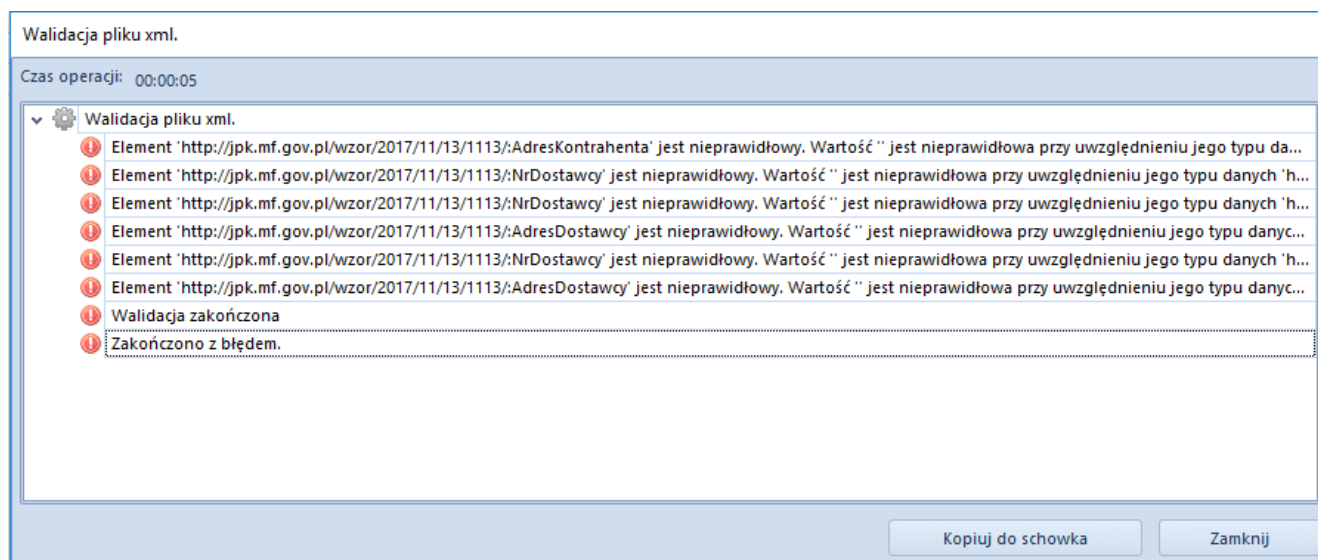 Walidacja pliku xml.
Czas operacji: 00:00:05
Walidacja pliku xml.
Element 'http://jpk.mf.gov.pl/wzor/2017/11/13/1113/:AdresKontrahenta' jest nieprawidłowy. Wartość '' jest nieprawidłowa przy uwzględnieniu jego typu da...
Element 'http://jpk.mf.gov.pl/wzor/2017/11/13/1113/:NrDostawcy' jest nieprawidłowy. Wartość '' jest nieprawidłowa przy uwzględnieniu jego typu danych 'h...
Element 'http://jpk.mf.gov.pl/wzor/2017/11/13/1113/:NrDostawcy' jest nieprawidłowy. Wartość '' jest nieprawidłowa przy uwzględnieniu jego typu danych 'h...
Element 'http://jpk.mf.gov.pl/wzor/2017/11/13/1113/:AdresDostawcy' jest nieprawidłowy. Wartość '' jest nieprawidłowa przy uwzględnieniu jego typu danyc...
Element 'http://jpk.mf.gov.pl/wzor/2017/11/13/1113/:NrDostawcy' jest nieprawidłowy. Wartość '' jest nieprawidłowa przy uwzględnieniu jego typu danych 'h...
Element 'http://jpk.mf.gov.pl/wzor/2017/11/13/1113/:AdresDostawcy' jest nieprawidłowy. Wartość '' jest nieprawidłowa przy uwzględnieniu jego typu danyc...
Walidacja zakończona
Zakończono z błędem.
Kopiuj do schowka Zamknij